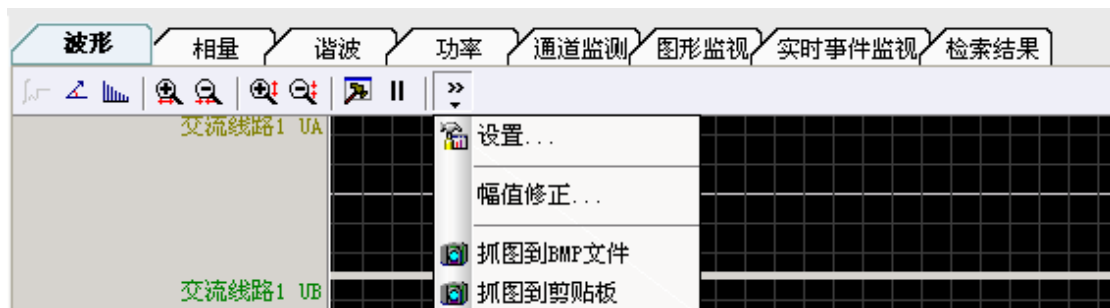 波形 相量 谐波 功率 通道监测 图形监视 实时事件监视 检索结果
交流线路1 UA
设置...
幅值修正...
抓图到BMP文件
交流线路1 UB
抓图到剪贴板